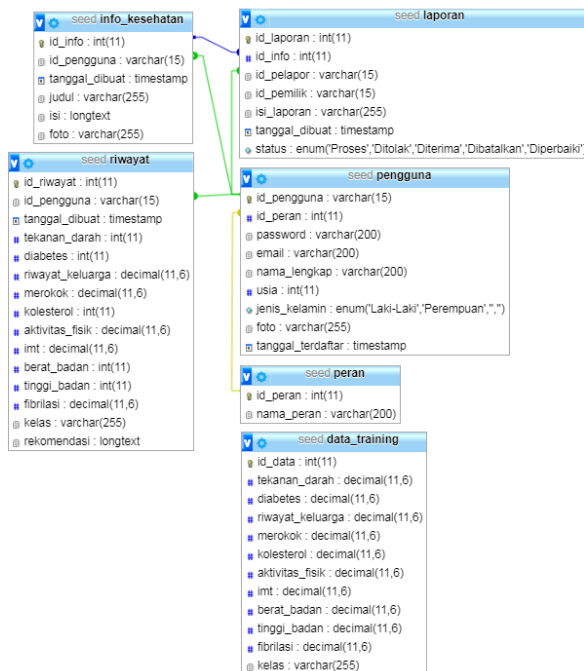 seed info_kesehatan
id_info : int(11)
id_pengguna : varchar(15)
tanggal_dibuat : timestamp
judul : varchar(255)
isi : longtext
foto : varchar(255)
seed laporan
id_laporan : int(11)
id_info : int(11)
id_pelapor : varchar(15)
id_pemilik : varchar(15)
isi_laporan : varchar(255)
tanggal_dibuat : timestamp
status : enum('Proses','Ditolak','Diterima','Dibatalkan','Diperbaiki')
seed riwayat
id_riwayat : int(11)
id_pengguna : varchar(15)
tanggal_dibuat : timestamp
tekanan_darah : int(11)
diabetes : int(11)
riwayat_keluarga : decimal(11,6)
merokok : decimal(11,6)
kolesterol : int(11)
aktivitas_fisik : decimal(11,6)
imt : decimal(11,6)
berat_badan : int(11)
tinggi_badan : int(11)
fibrilasi : decimal(11,6)
kelas : varchar(255)
rekomendasi : longtext
seed pengguna
id_pengguna : varchar(15)
id_peran : int(11)
password : varchar(200)
email : varchar(200)
nama_lengkap : varchar(200)
usia : int(11)
jenis_kelamin : enum('Laki-Laki','Perempuan','','')
foto : varchar(255)
tanggal_terdaftar : timestamp
seed peran
id_peran : int(11)
nama_peran : varchar(200)
seed data_training
id_data : int(11)
tekanan_darah : decimal(11,6)
diabetes : decimal(11,6)
riwayat_keluarga : decimal(11,6)
merokok : decimal(11,6)
kolesterol : decimal(11,6)
aktivitas_fisik : decimal(11,6)
imt : decimal(11,6)
berat_badan : decimal(11,6)
tinggi_badan : decimal(11,6)
fibrilasi : decimal(11,6)
kelas : varchar(255)